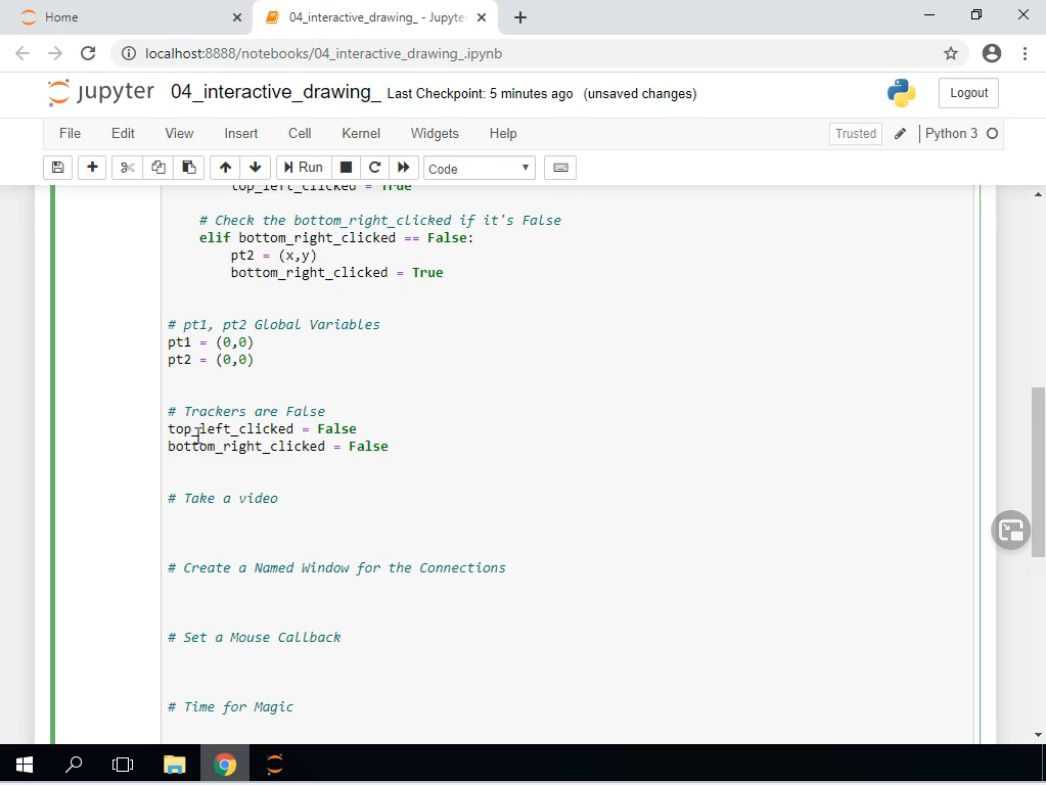 Home
04_interactive_drawing_ - Jupyter
localhost:8888/notebooks/04_interactive_drawing_.ipynb
jupyter 04_interactive_drawing_ Last Checkpoint: 5 minutes ago (unsaved changes)
Logout
File Edit View Insert Cell Kernel Widgets Help
Trusted
Python 3
Run
Code
top_left_clicked = True
# Check the bottom_right_clicked if it's False
elif bottom_right_clicked == False:
pt2 = (x,y)
bottom_right_clicked = True
# pt1, pt2 Global Variables
pt1 = (0,0)
pt2 = (0,0)
# Trackers are False
top_left_clicked = False
bottom_right_clicked = False
# Take a video
# Create a Named Window for the Connections
# Set a Mouse Callback
# Time for Magic